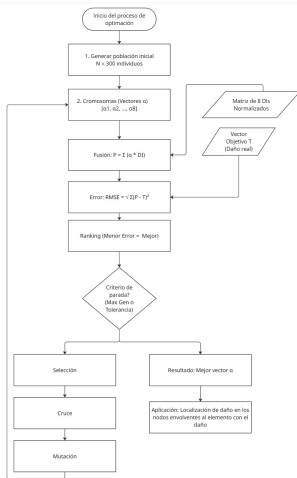 Inicio del proceso de
optimación
1. Generar población inicial
N = 300 individuos
2. Cromosomas (Vectores α)
[α1, α2, ..., α8]
Matriz de 8 DIs
Normalizados
Vector
Objetivo T
(Daño real)
Fusión: P = Σ (α * DI)
Error: RMSE = √ Σ(P - T)²
Ranking (Menor Error = Mejor)
Criterio de
parada?
(Max Gen o
Tolerancia)
Selección
Resultado: Mejor vector α
Cruce
Aplicación: Localización de daño en los
nodos envolventes al elemento con el
daño
Mutación